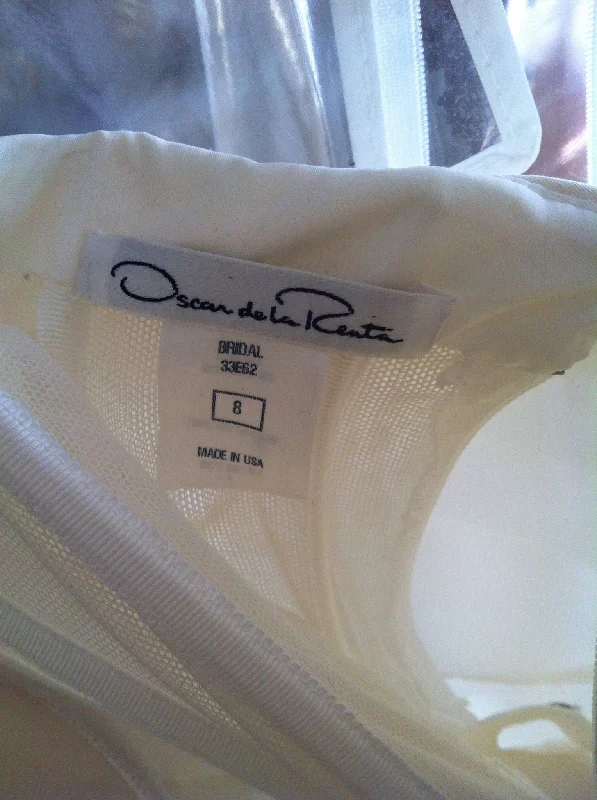 Oscar de la Renta
BRIDAL
33E62
8
MADE IN USA